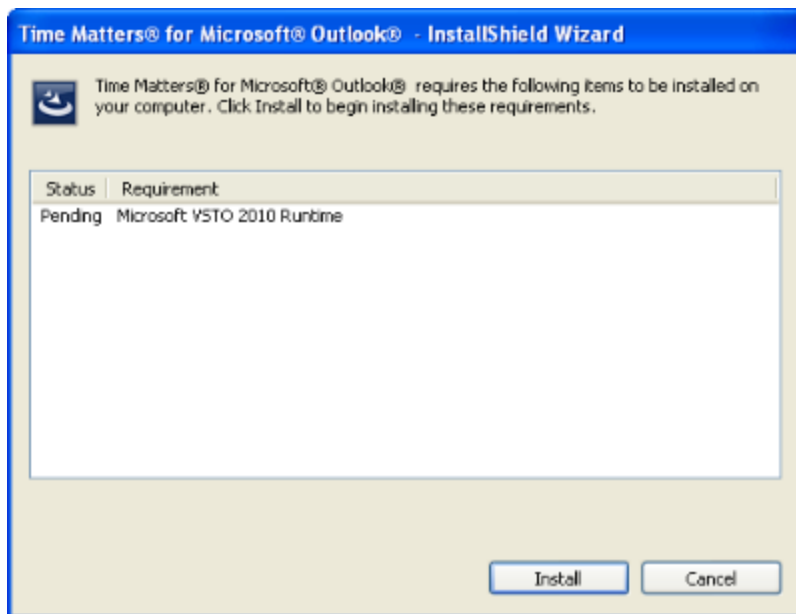 Time Matters® for Microsoft® Outlook® - InstallShield Wizard
Time Matters® for Microsoft® Outlook® requires the following items to be installed on
your computer. Click Install to begin installing these requirements.
Status Requirement
Pending Microsoft VSTO 2010 Runtime
Install Cancel